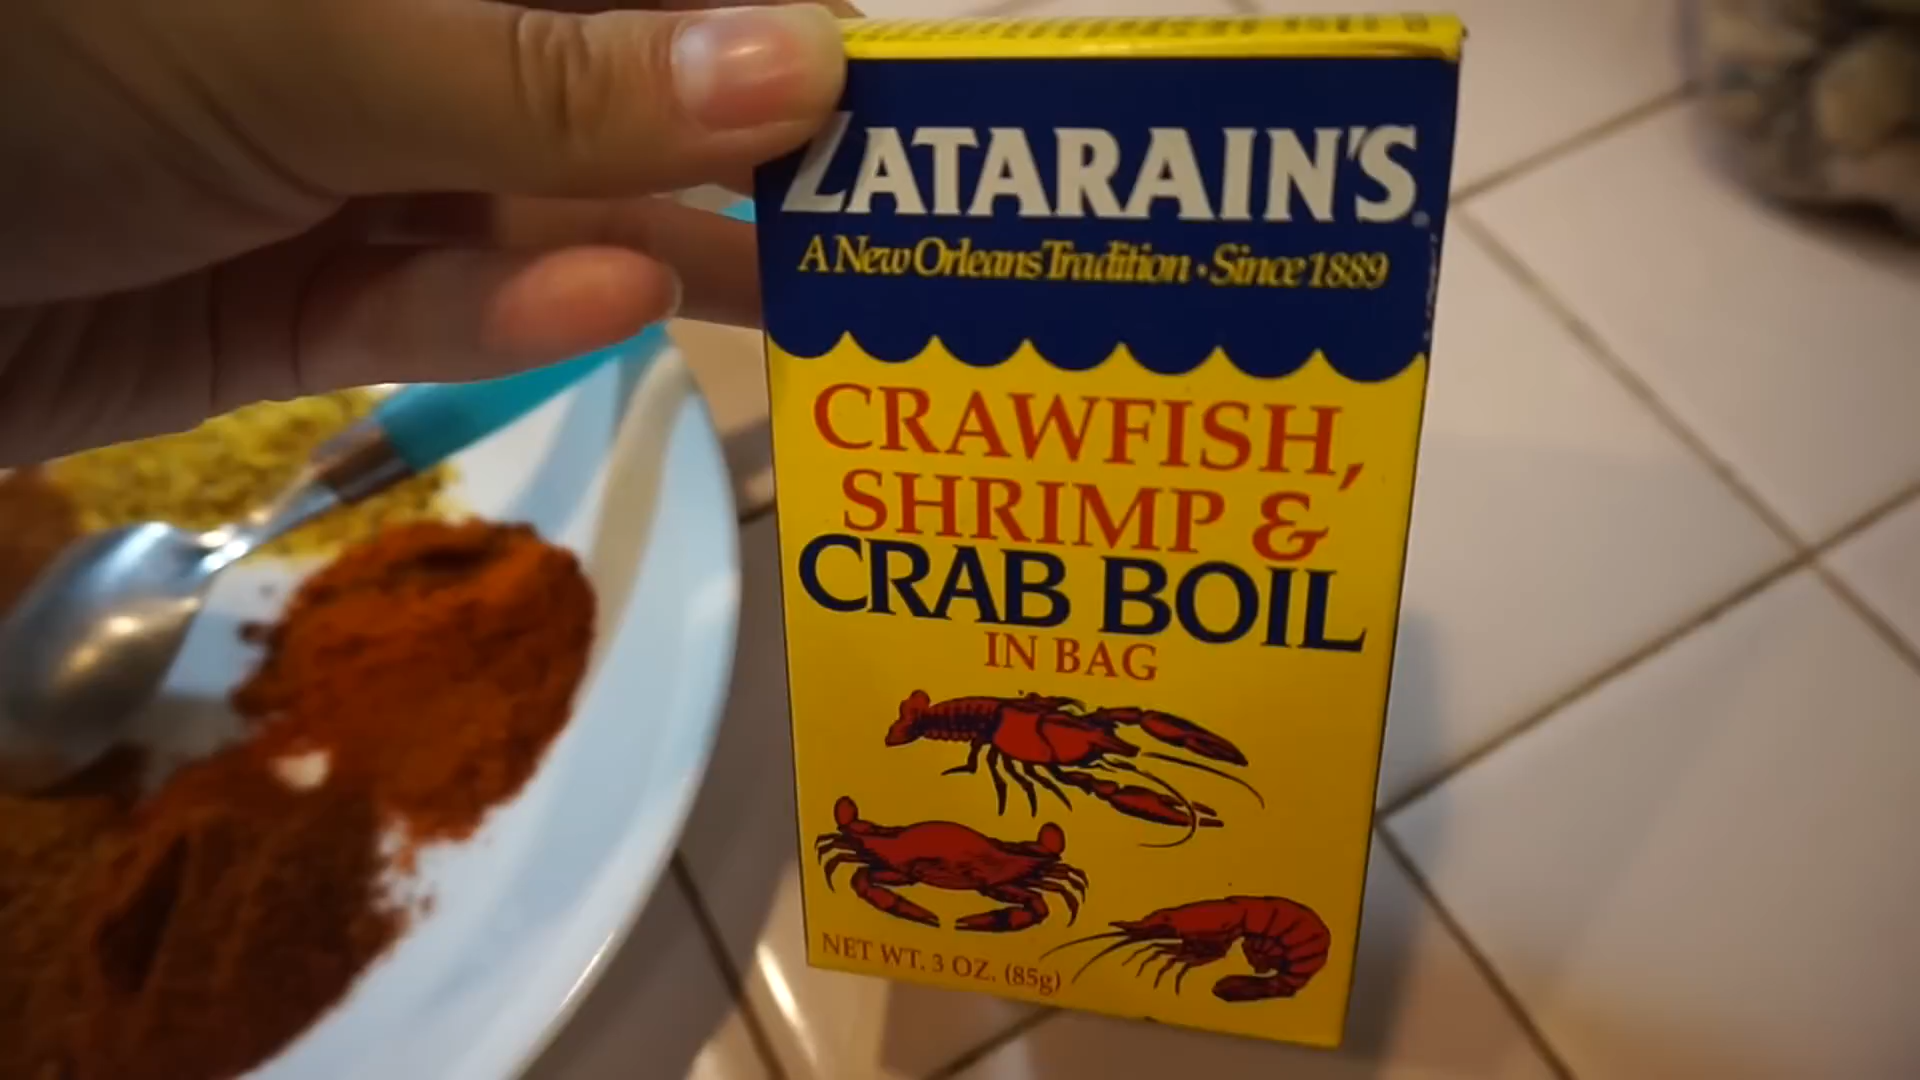 ZATARAIN'S
A New Orleans Tradition • Since 1889
CRAWFISH,
SHRIMP &
CRAB BOIL
IN BAG
NET WT. 3 OZ. (85g)